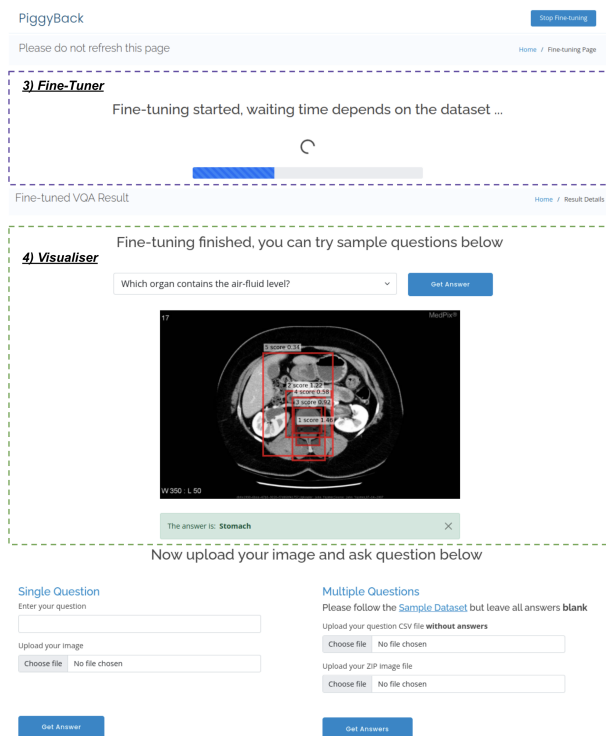 PiggyBack
Stop Fine-tuning
Please do not refresh this page
Home / Fine-tuning Page
3) Fine-Tuner
Fine-tuning started, waiting time depends on the dataset ...
Fine-tuned VQA Result
Home / Result Details
Fine-tuning finished, you can try sample questions below
4) Visualiser
Which organ contains the air-fluid level?
Get Answer
17
MedPix®
5 score 0.34
2 score 1.22
4 score 0.58
3 score 0.92
1 score 1.46
W 350 : L 50
The answer is: Stomach
Now upload your image and ask question below
Single Question
Enter your question
Upload your image
Choose file No file chosen
Get Answer
Multiple Questions
Please follow the Sample Dataset but leave all answers blank
Upload your question CSV file without answers
Choose file No file chosen
Upload your ZIP image file
Choose file No file chosen
Get Answers